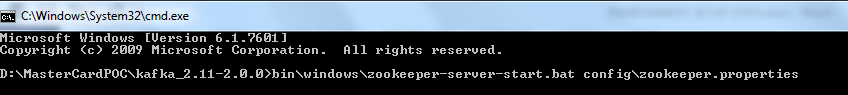 C:\Windows\System32\cmd.exe
Microsoft Windows [Version 6.1.7601]
Copyright (c) 2009 Microsoft Corporation.  All rights reserved.
D:\MasterCardPOC\kafka_2.11-2.0.0>bin\windows\zookeeper-server-start.bat config\zookeeper.properties